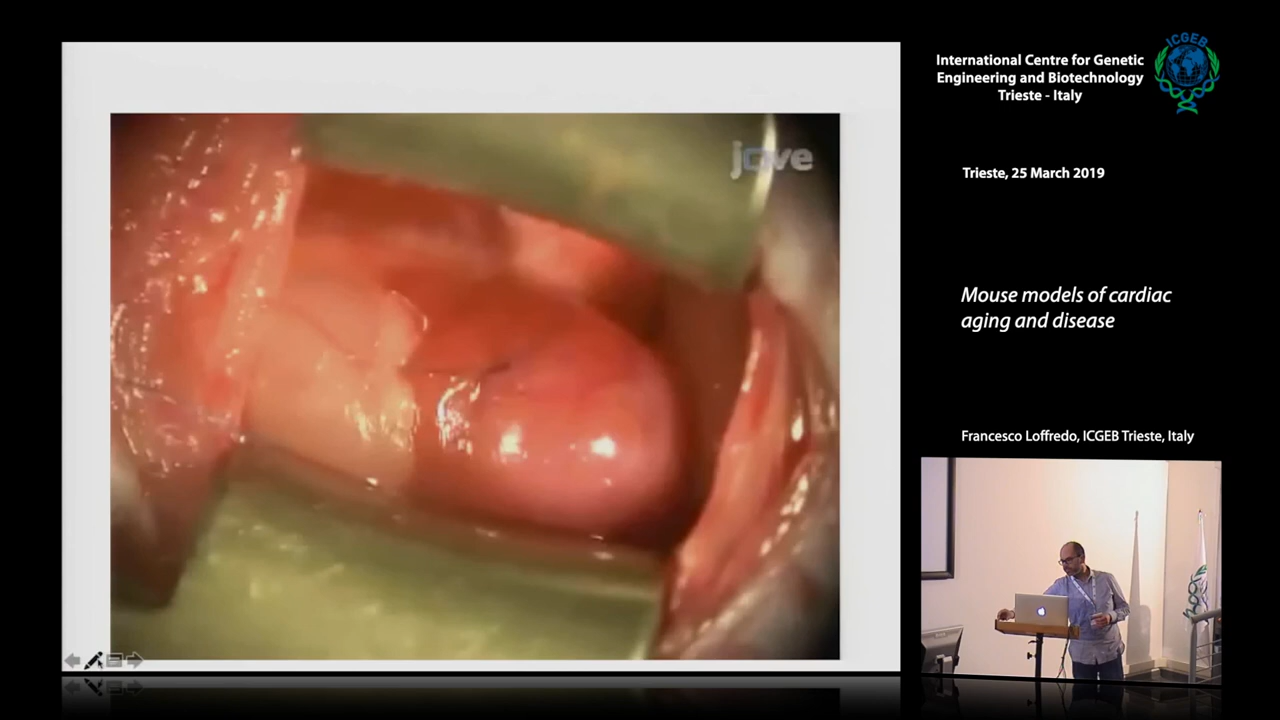 jove
International Centre for Genetic
Engineering and Biotechnology
Trieste - Italy
ICGEB
Trieste, 25 March 2019
Mouse models of cardiac
aging and disease
Francesco Loffredo, ICGEB Trieste, Italy